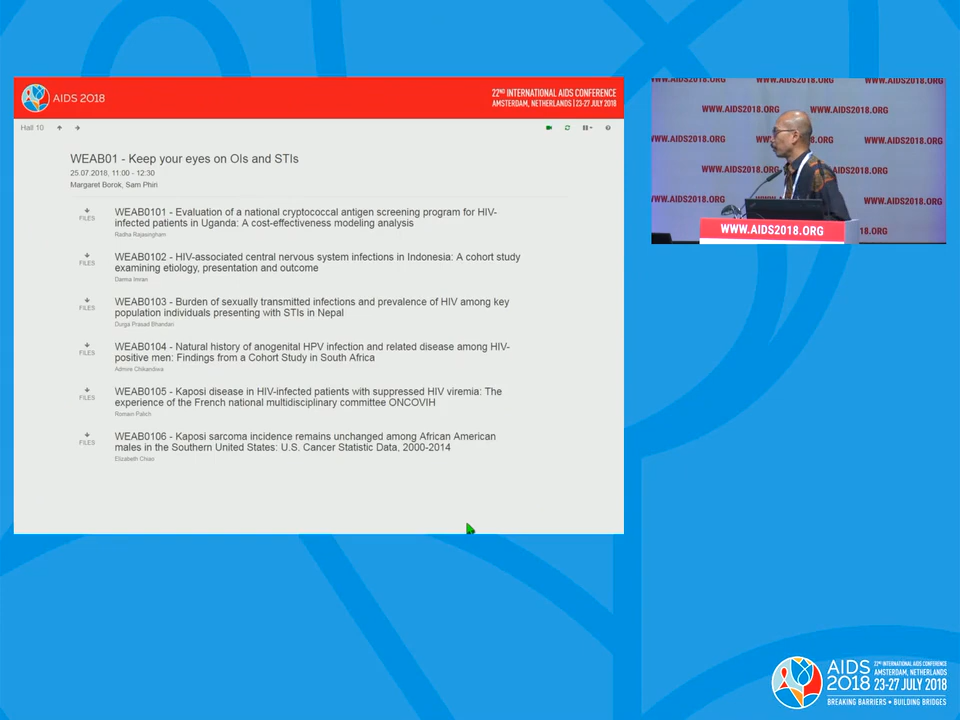 AIDS 2018
22ND INTERNATIONAL AIDS CONFERENCE
AMSTERDAM, NETHERLANDS | 23-27 JULY 2018
Hall 10
WEAB01 - Keep your eyes on OIs and STIs
25.07.2018, 11:00 - 12:30
Margaret Borok, Sam Phiri
FILES
WEAB0101 - Evaluation of a national cryptococcal antigen screening program for HIV-
infected patients in Uganda: A cost-effectiveness modeling analysis
Radha Rajasingham
FILES
WEAB0102 - HIV-associated central nervous system infections in Indonesia: A cohort study
examining etiology, presentation and outcome
Darma Imran
FILES
WEAB0103 - Burden of sexually transmitted infections and prevalence of HIV among key
population individuals presenting with STIs in Nepal
Durga Prasad Bhandari
FILES
WEAB0104 - Natural history of anogenital HPV infection and related disease among HIV-
positive men: Findings from a Cohort Study in South Africa
Admire Chikandiwa
FILES
WEAB0105 - Kaposi disease in HIV-infected patients with suppressed HIV viremia: The
experience of the French national multidisciplinary committee ONCOVIH
Romain Palich
FILES
WEAB0106 - Kaposi sarcoma incidence remains unchanged among African American
males in the Southern United States: U.S. Cancer Statistic Data, 2000-2014
Elizabeth Chiao
WWW.AIDS2018.ORG WWW.AIDS2018.ORG
WWW.AIDS2018.ORG WWW.AIDS2018.ORG
WWW.AIDS2018.ORG
AIDS 2018
22ND INTERNATIONAL AIDS CONFERENCE
AMSTERDAM, NETHERLANDS
23-27 JULY 2018
BREAKING BARRIERS • BUILDING BRIDGES